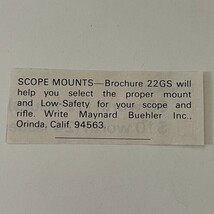 SCOPE MOUNTS—Brochure 22GS will
help you select the proper mount
and Low-Safety for your scope and
rifle. Write Maynard Buehler Inc.,
Orinda, Calif. 94563.